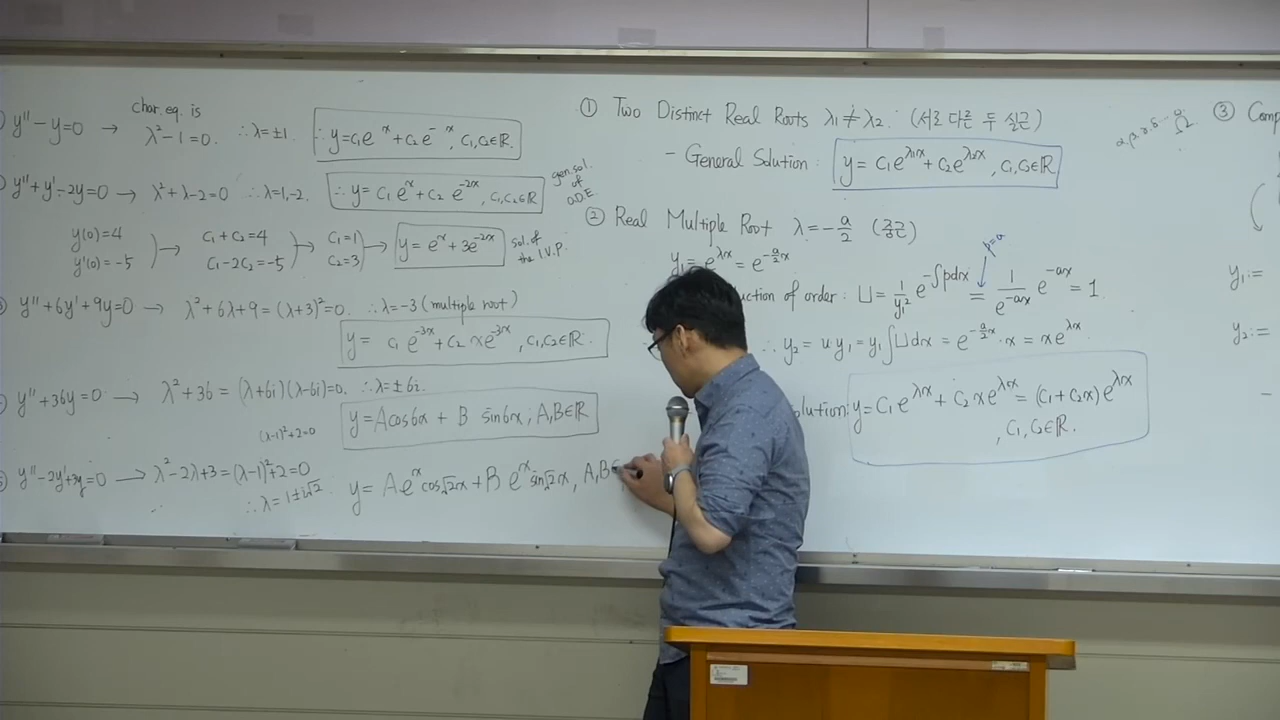 char. eq. is
y''-y=0 → λ²-1=0. ∴λ=±1. ∴y=c₁e^x+c₂e^-x, c₁,c₂∈ℝ.
y''+y'-2y=0 → λ²+λ-2=0 ∴λ=1,-2. ∴y= c₁e^x+c₂e^-2x, c₁,c₂∈ℝ
gen. sol. of O.D.E
y(0)=4
y'(0)=-5
→ c₁+c₂=4
c₁-2c₂=-5
→ c₁=1
c₂=3
→ y=e^x+3e^-2x
sol. of the I.V.P.
y''+6y'+9y=0 → λ²+6λ+9=(λ+3)²=0. ∴λ=-3 (multiple root)
y= c₁e^-3x+c₂xe^-3x, c₁,c₂∈ℝ.
y''+36y=0 → λ²+36=(λ+6i)(λ-6i)=0. ∴λ=±6i.
y=Acos6x+B sin6x; A,B∈ℝ
(λ-1)²+2=0
y''-2y'+3y=0 → λ²-2λ+3=(λ-1)²+2=0
∴λ=1±i√2.
y= Ae^x cos√2x+Be^x sin√2x, A,B∈
① Two Distinct Real Roots λ₁≠λ₂. (서로 다른 두 실근)
- General Solution: y= c₁e^λ₁x+c₂e^λ₂x, c₁,c₂∈ℝ
② Real Multiple Root λ=-a/2 (중근)
y₁=e^λx=e^-a/2x
uction of order: U=1/y₁² e^-∫pdx = 1/e^-ax e^-ax=1.
p=a
∴ y₂=u·y₁=y₁∫Udx=e^-a/2x·x=xe^λx.
olution: y=c₁e^λx+c₂xe^λx=(c₁+c₂x)e^λx
, c₁,c₂∈ℝ.
③ Comp
y₁:=
y₂:=
-